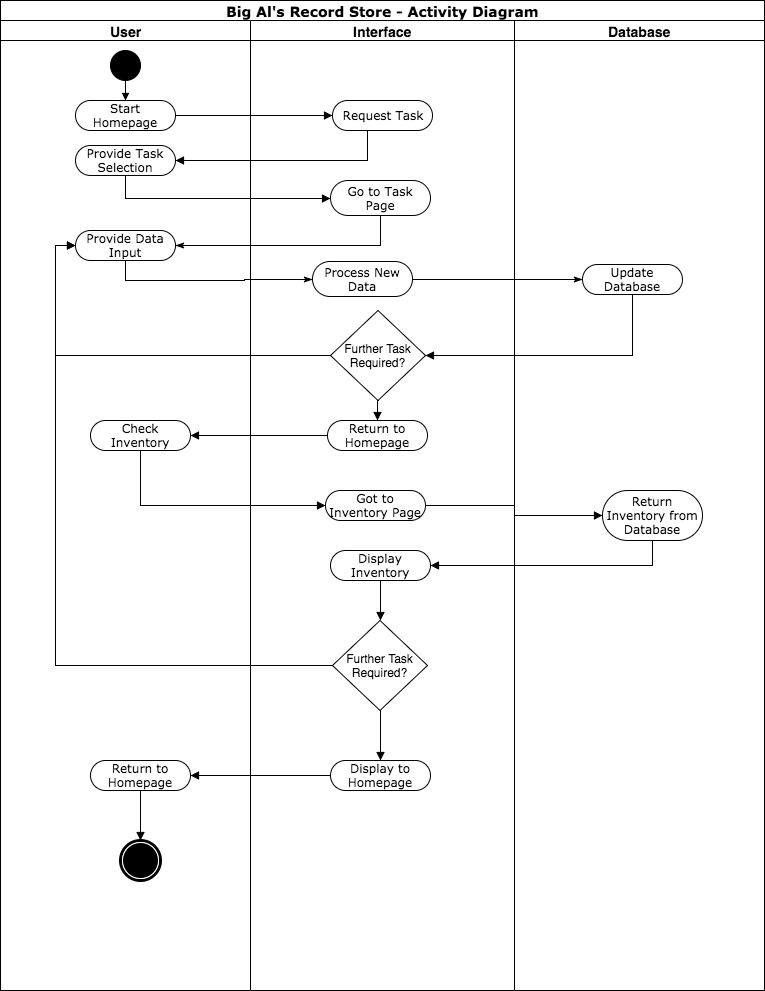 Big Al's Record Store - Activity Diagram
User
Interface
Database
Start
Homepage
Request Task
Provide Task
Selection
Go to Task
Page
Provide Data
Input
Process New
Data
Update
Database
Further Task
Required?
Check
Inventory
Return to
Homepage
Got to
Inventory Page
Return
Inventory from
Database
Display
Inventory
Further Task
Required?
Return to
Homepage
Display to
Homepage